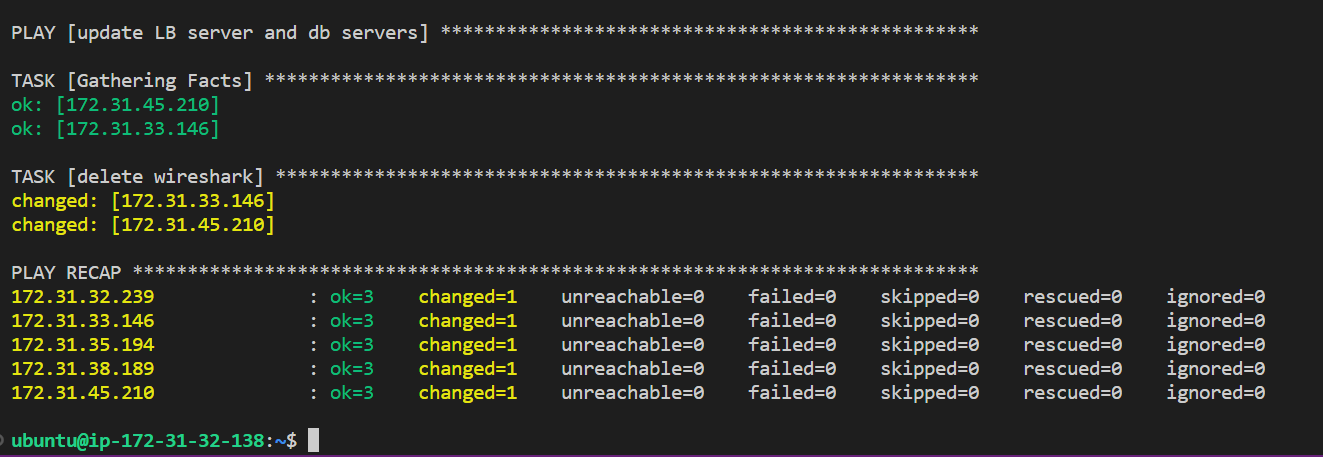 PLAY [update LB server and db servers] *************************************************
TASK [Gathering Facts] *****************************************************************
ok: [172.31.45.210]
ok: [172.31.33.146]
TASK [delete wireshark] ****************************************************************
changed: [172.31.33.146]
changed: [172.31.45.210]
PLAY RECAP *****************************************************************************
172.31.32.239 : ok=3 changed=1 unreachable=0 failed=0 skipped=0 rescued=0 ignored=0
172.31.33.146 : ok=3 changed=1 unreachable=0 failed=0 skipped=0 rescued=0 ignored=0
172.31.35.194 : ok=3 changed=1 unreachable=0 failed=0 skipped=0 rescued=0 ignored=0
172.31.38.189 : ok=3 changed=1 unreachable=0 failed=0 skipped=0 rescued=0 ignored=0
172.31.45.210 : ok=3 changed=1 unreachable=0 failed=0 skipped=0 rescued=0 ignored=0
ubuntu@ip-172-31-32-138:~$